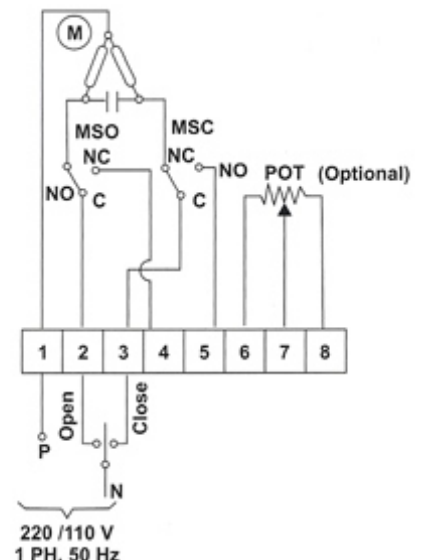 M
MSO
MSC
NC
NC
NO
POT (Optional)
NO
C
C
1 2 3 4 5 6 7 8
Open
Close
P
N
220 /110 V
1 PH, 50 Hz